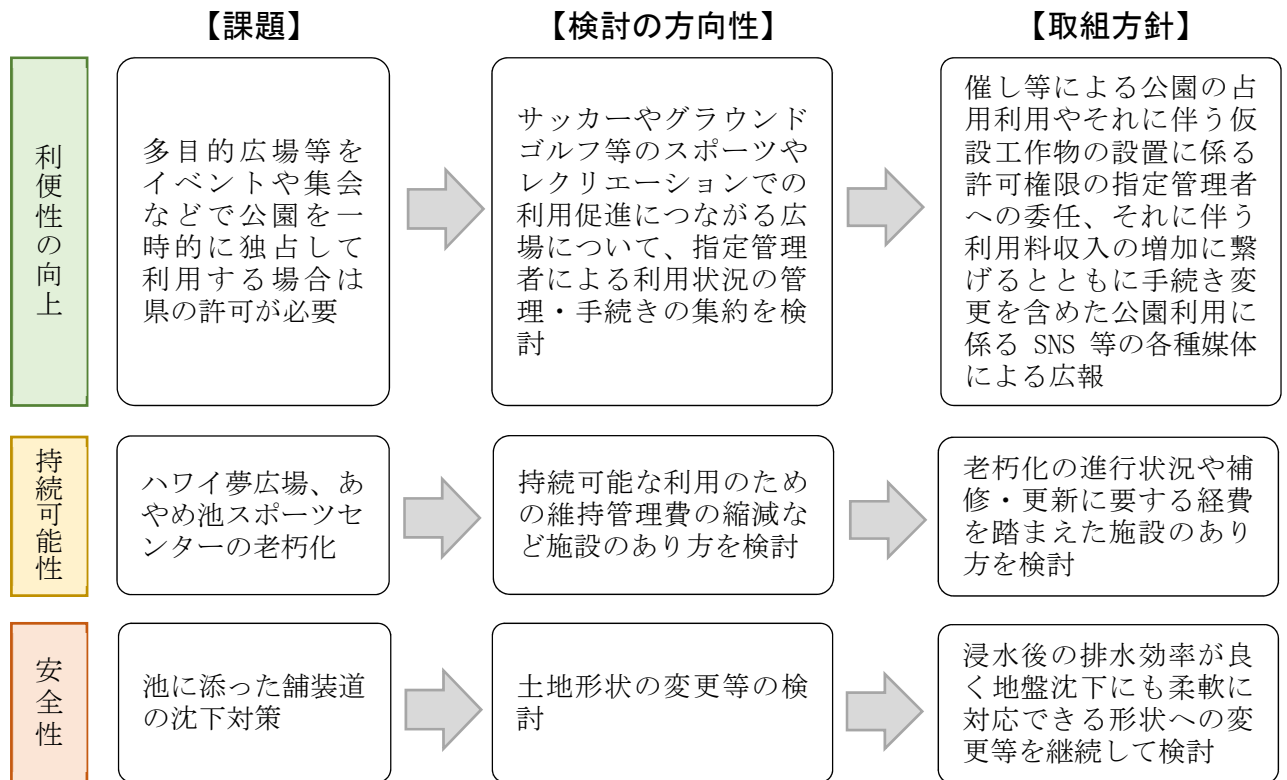 【課題】
【検討の方向性】
【取組方針】
利便性の向上
多目的広場等を
イベントや集会
などで公園を一
時的に独占して
利用する場合は
県の許可が必要
サッカーやグラウンド
ゴルフ等のスポーツや
レクリエーションでの
利用促進につながる広
場について、指定管理
者による利用状況の管
理・手続きの集約を検
討
催し等による公園の占
用利用やそれに伴う仮
設工作物の設置に係る
許可権限の指定管理者
への委任、それに伴う
利用料収入の増加に繋
げるとともに手続き変
更を含めた公園利用に
係る SNS 等の各種媒体
による広報
持続可能性
ハワイ夢広場、あ
やめ池スポーツセ
ンターの老朽化
持続可能な利用のため
の維持管理費の縮減な
ど施設のあり方を検討
老朽化の進行状況や補
修・更新に要する経費
を踏まえた施設のあり
方を検討
安全性
池に添った舗装道
の沈下対策
土地形状の変更等の検
討
浸水後の排水効率が良
く地盤沈下にも柔軟に
対応できる形状への変
更等を継続して検討